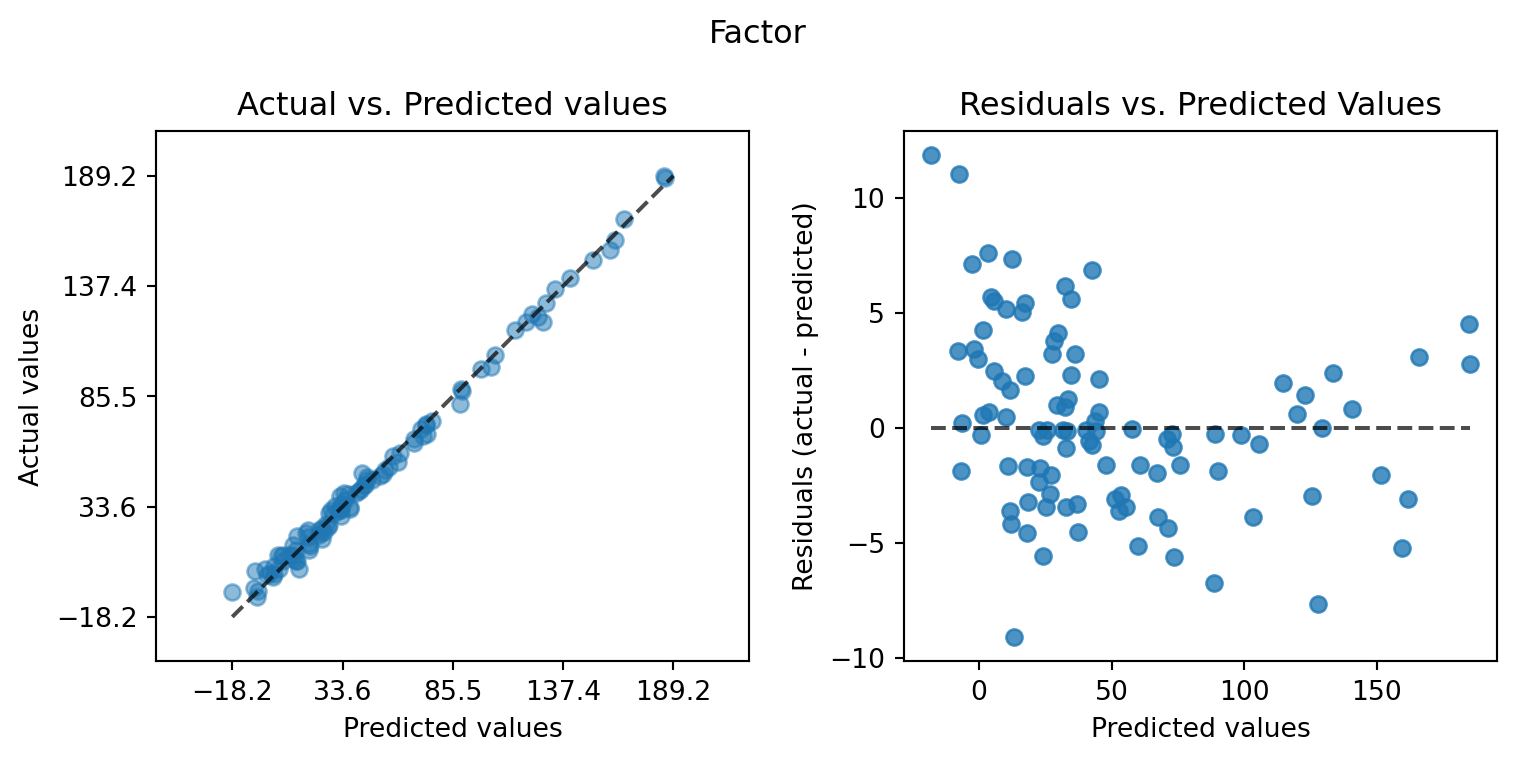 Factor
Actual vs. Predicted values
Actual values
189.2
137.4
85.5
33.6
−18.2
−18.2 33.6 85.5 137.4 189.2
Predicted values
Residuals vs. Predicted Values
Residuals (actual - predicted)
10
5
0
−5
−10
0 50 100 150
Predicted values